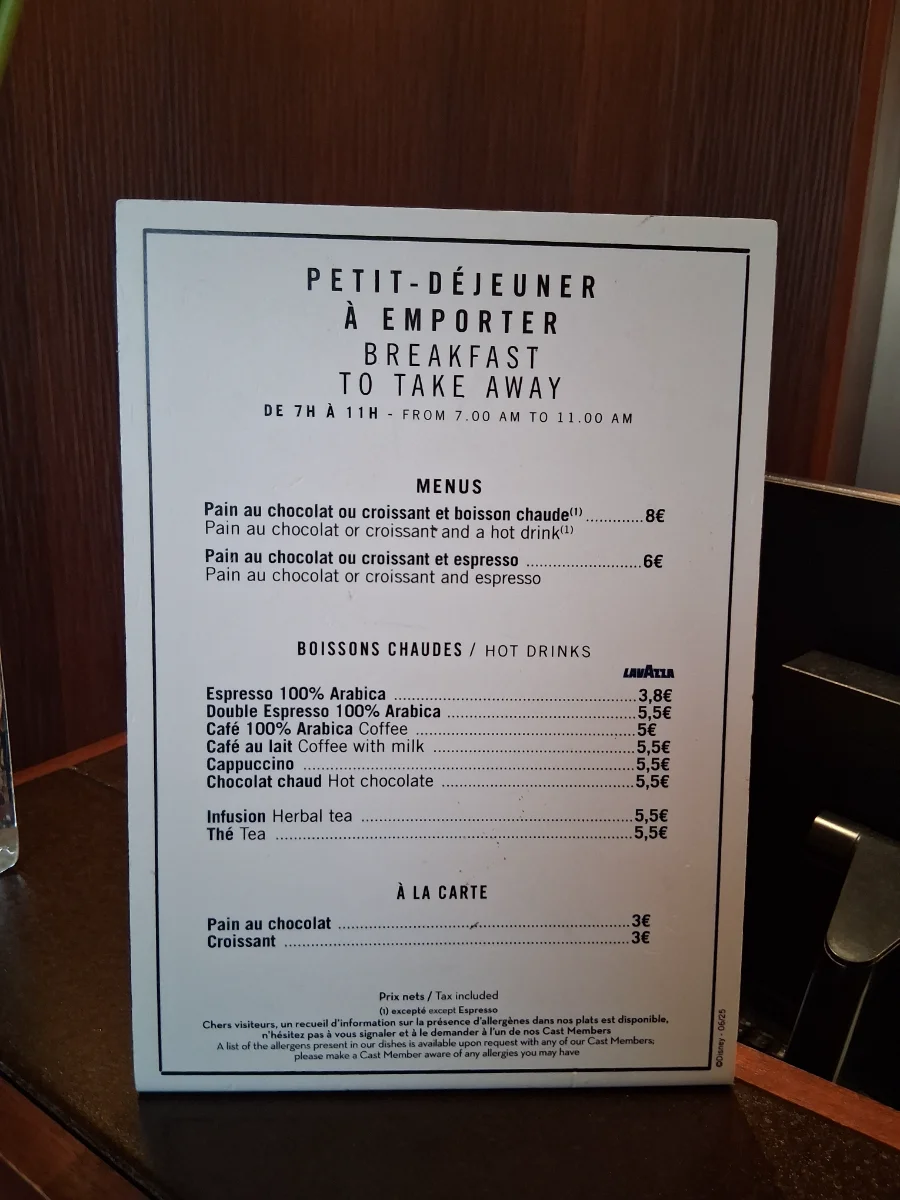 PETIT-DÉJEUNER
À EMPORTER
BREAKFAST
TO TAKE AWAY
DE 7H À 11H - FROM 7.00 AM TO 11.00 AM
MENUS
Pain au chocolat ou croissant et boisson chaude(1) ............8€
Pain au chocolat or croissant and a hot drink(1)
Pain au chocolat ou croissant et espresso ........................6€
Pain au chocolat or croissant and espresso
BOISSONS CHAUDES / HOT DRINKS
LAVAZZA
Espresso 100% Arabica ..................................................3,8€
Double Espresso 100% Arabica .......................................5,5€
Café 100% Arabica Coffee .............................................5€
Café au lait Coffee with milk ..........................................5,5€
Cappuccino ....................................................................5,5€
Chocolat chaud Hot chocolate ........................................5,5€
Infusion Herbal tea ........................................................5,5€
Thé Tea .........................................................................5,5€
À LA CARTE
Pain au chocolat ............................................................3€
Croissant .......................................................................3€
Prix nets / Tax included
(1) excepté except Espresso
Chers visiteurs, un recueil d'information sur la présence d'allergènes dans nos plats est disponible,
n'hésitez pas à vous signaler et à le demander à l'un de nos Cast Members
A list of the allergens present in our dishes is available upon request with any of our Cast Members;
please make a Cast Member aware of any allergies you may have
©Disney - 06/25